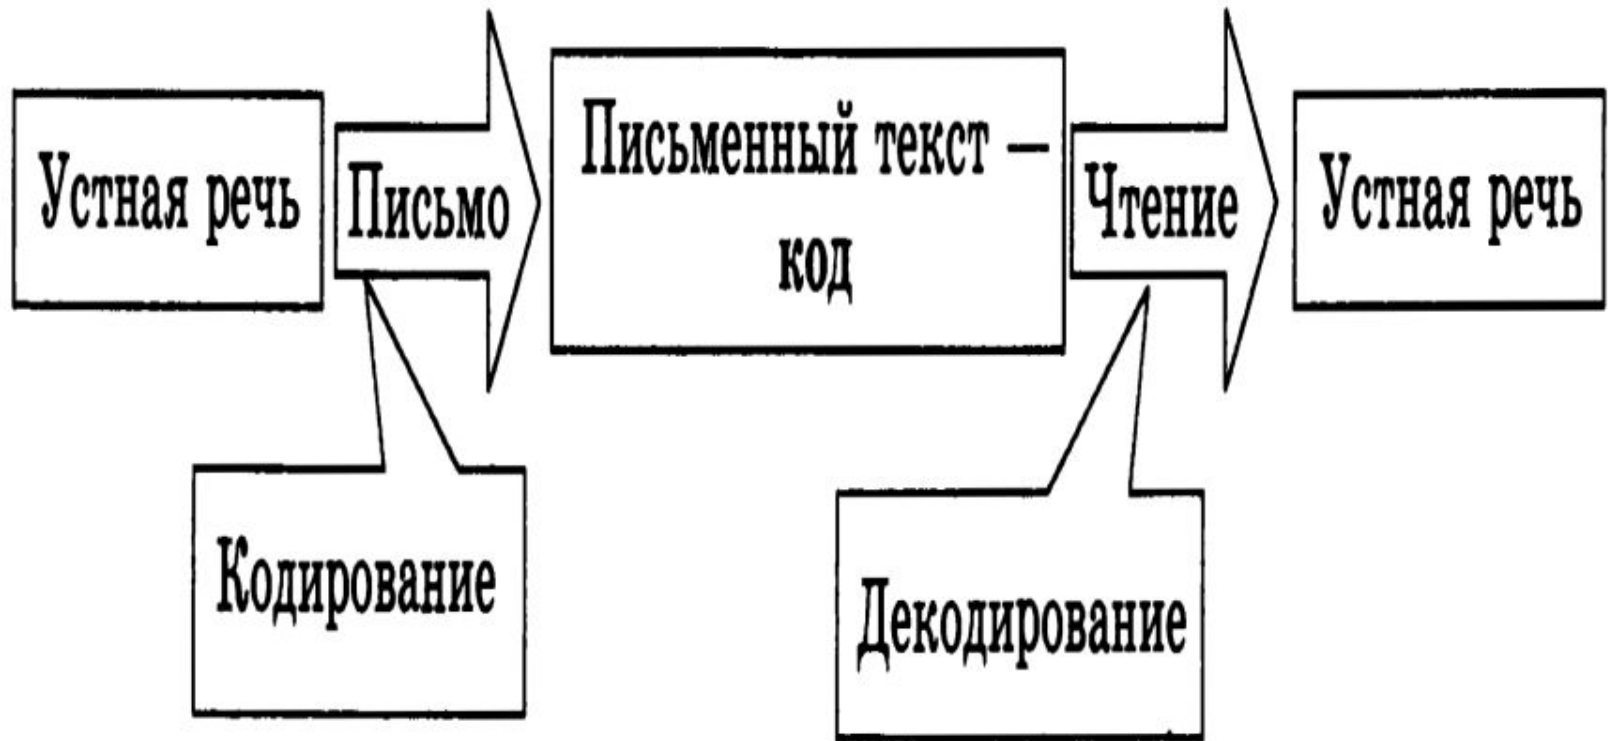 Устная речь
Письмо
Письменный текст —
код
Чтение
Устная речь
Кодирование
Декодирование